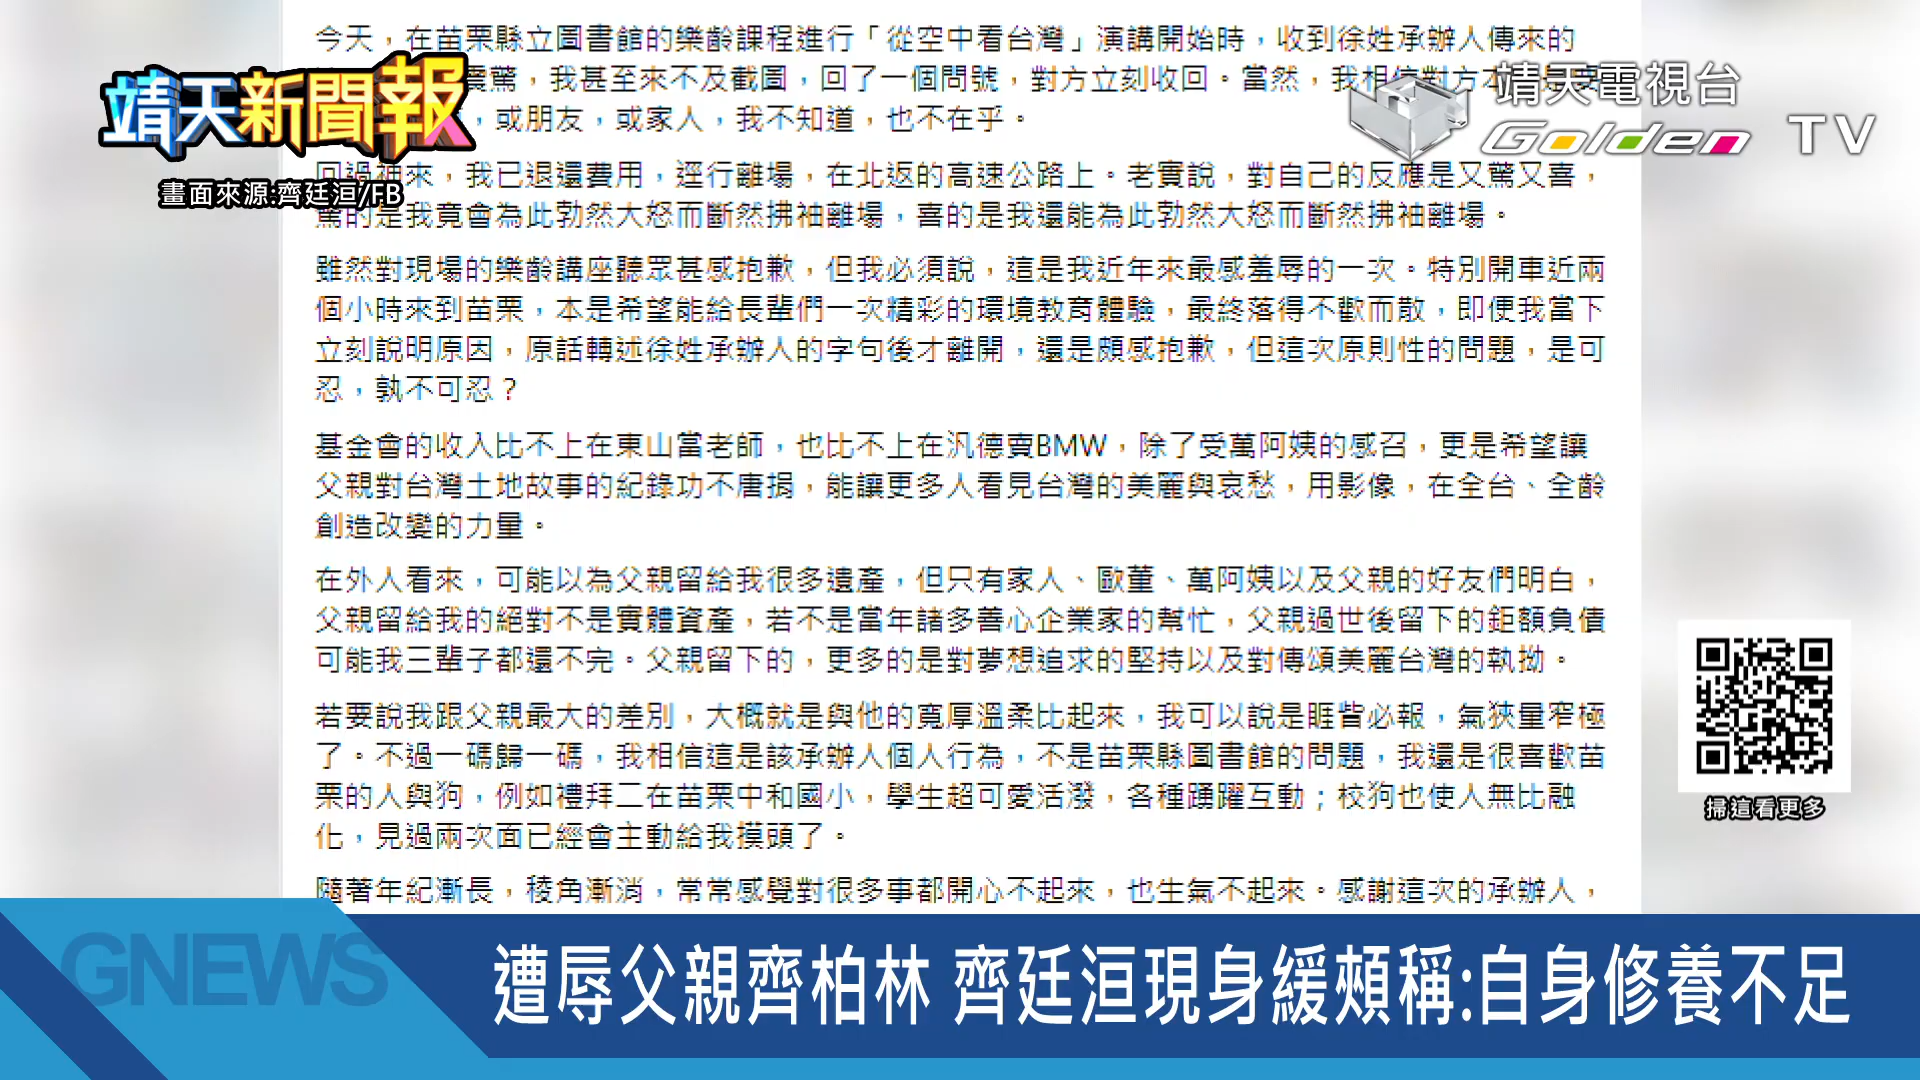 今天，在苗栗縣立圖書館的樂齡課程進行「從空中看台灣」演講開始時，收到徐姓承辦人傳來的
震驚，我甚至來不及截圖，回了一個問號，對方立刻收回。當然，我相信對方本
，或朋友，或家人，我不知道，也不在乎。
回過神來，我已退還費用，逕行離場，在北返的高速公路上。老實說，對自己的反應是又驚又喜，
驚的是我竟會為此勃然大怒而斷然拂袖離場，喜的是我還能為此勃然大怒而斷然拂袖離場。
雖然對現場的樂齡講座聽眾甚感抱歉，但我必須說，這是我近年來最感羞辱的一次。特別開車近兩
個小時來到苗栗，本是希望能給長輩們一次精彩的環境教育體驗，最終落得不歡而散，即便我當下
立刻說明原因，原話轉述徐姓承辦人的字句後才離開，還是頗感抱歉，但這次原則性的問題，是可
忍，孰不可忍？
基金會的收入比不上在東山當老師，也比不上在汎德賣BMW，除了受萬阿姨的感召，更是希望讓
父親對台灣土地故事的紀錄功不唐捐，能讓更多人看見台灣的美麗與哀愁，用影像，在全台、全齡
創造改變的力量。
在外人看來，可能以為父親留給我很多遺產，但只有家人、歐董、萬阿姨以及父親的好友們明白，
父親留給我的絕對不是實體資產，若不是當年諸多善心企業家的幫忙，父親過世後留下的鉅額負債
可能我三輩子都還不完。父親留下的，更多的是對夢想追求的堅持以及對傳頌美麗台灣的執拗。
若要說我跟父親最大的差別，大概就是與他的寬厚溫柔比起來，我可以說是睚眥必報，氣狹量窄極
了。不過一碼歸一碼，我相信這是該承辦人個人行為，不是苗栗縣圖書館的問題，我還是很喜歡苗
栗的人與狗，例如禮拜二在苗栗中和國小，學生超可愛活潑，各種踴躍互動；校狗也使人無比融
化，見過兩次面已經會主動給我摸頭了。
隨著年紀漸長，稜角漸消，常常感覺對很多事都開心不起來，也生氣不起來。感謝這次的承辦人，
靖天新聞報
畫面來源:齊廷洹/FB
靖天電視台
Golden TV
掃這看更多
GNEWS
遭辱父親齊柏林 齊廷洹現身緩頰稱:自身修養不足